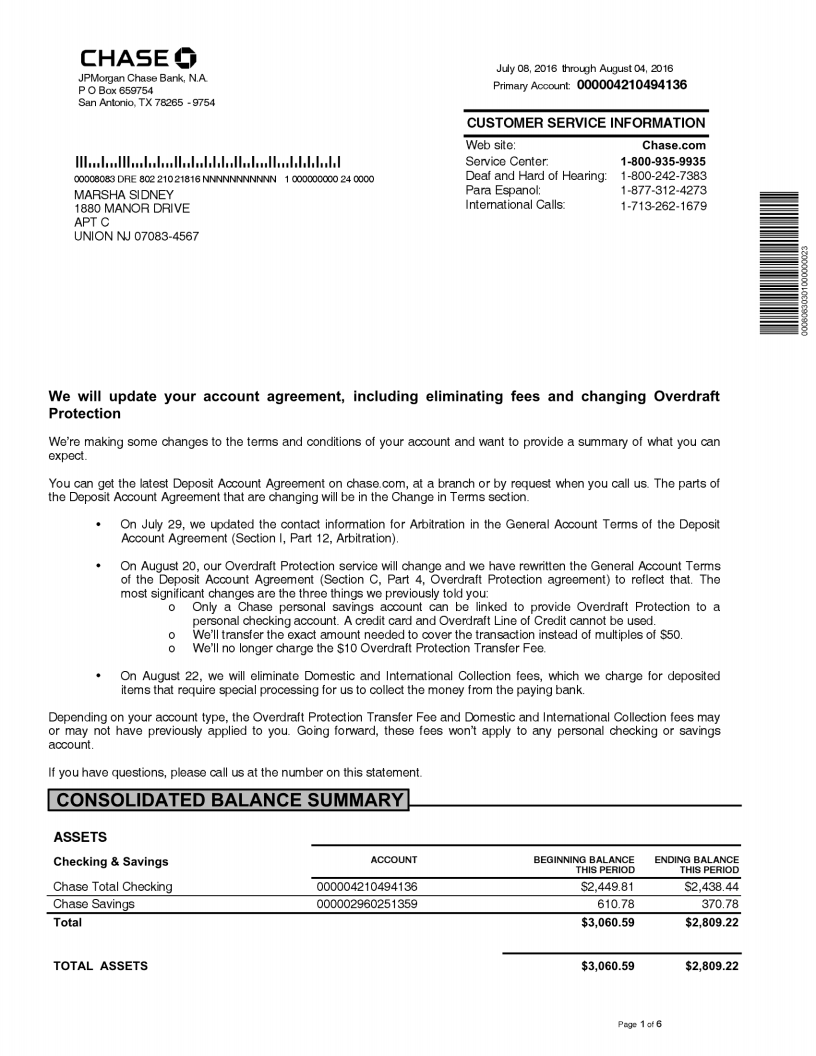 CHASE
JPMorgan Chase Bank, N.A.
P O Box 659754
San Antonio, TX 78265 - 9754
July 08, 2016 through August 04, 2016
Primary Account: 000004210494136
CUSTOMER SERVICE INFORMATION
Web site: Chase.com
Service Center: 1-800-935-9935
Deaf and Hard of Hearing: 1-800-242-7383
Para Espanol: 1-877-312-4273
International Calls: 1-713-262-1679
00008083 DRE 802 210 21816 NNNNNNNNNNN 1 000000000 24 0000
MARSHA SIDNEY
1880 MANOR DRIVE
APT C
UNION NJ 07083-4567
00080830301000000023
We will update your account agreement, including eliminating fees and changing Overdraft
Protection
We're making some changes to the terms and conditions of your account and want to provide a summary of what you can
expect.
You can get the latest Deposit Account Agreement on chase.com, at a branch or by request when you call us. The parts of
the Deposit Account Agreement that are changing will be in the Change in Terms section.
• On July 29, we updated the contact information for Arbitration in the General Account Terms of the Deposit
Account Agreement (Section I, Part 12, Arbitration).
• On August 20, our Overdraft Protection service will change and we have rewritten the General Account Terms
of the Deposit Account Agreement (Section C, Part 4, Overdraft Protection agreement) to reflect that. The
most significant changes are the three things we previously told you:
o Only a Chase personal savings account can be linked to provide Overdraft Protection to a
personal checking account. A credit card and Overdraft Line of Credit cannot be used.
o We'll transfer the exact amount needed to cover the transaction instead of multiples of $50.
o We'll no longer charge the $10 Overdraft Protection Transfer Fee.
• On August 22, we will eliminate Domestic and International Collection fees, which we charge for deposited
items that require special processing for us to collect the money from the paying bank.
Depending on your account type, the Overdraft Protection Transfer Fee and Domestic and International Collection fees may
or may not have previously applied to you. Going forward, these fees won't apply to any personal checking or savings
account.
If you have questions, please call us at the number on this statement.
CONSOLIDATED BALANCE SUMMARY
ASSETS
Checking & Savings ACCOUNT BEGINNING BALANCE THIS PERIOD ENDING BALANCE THIS PERIOD
Chase Total Checking 000004210494136 $2,449.81 $2,438.44
Chase Savings 000002960251359 610.78 370.78
Total $3,060.59 $2,809.22
TOTAL ASSETS $3,060.59 $2,809.22
Page 1 of 6